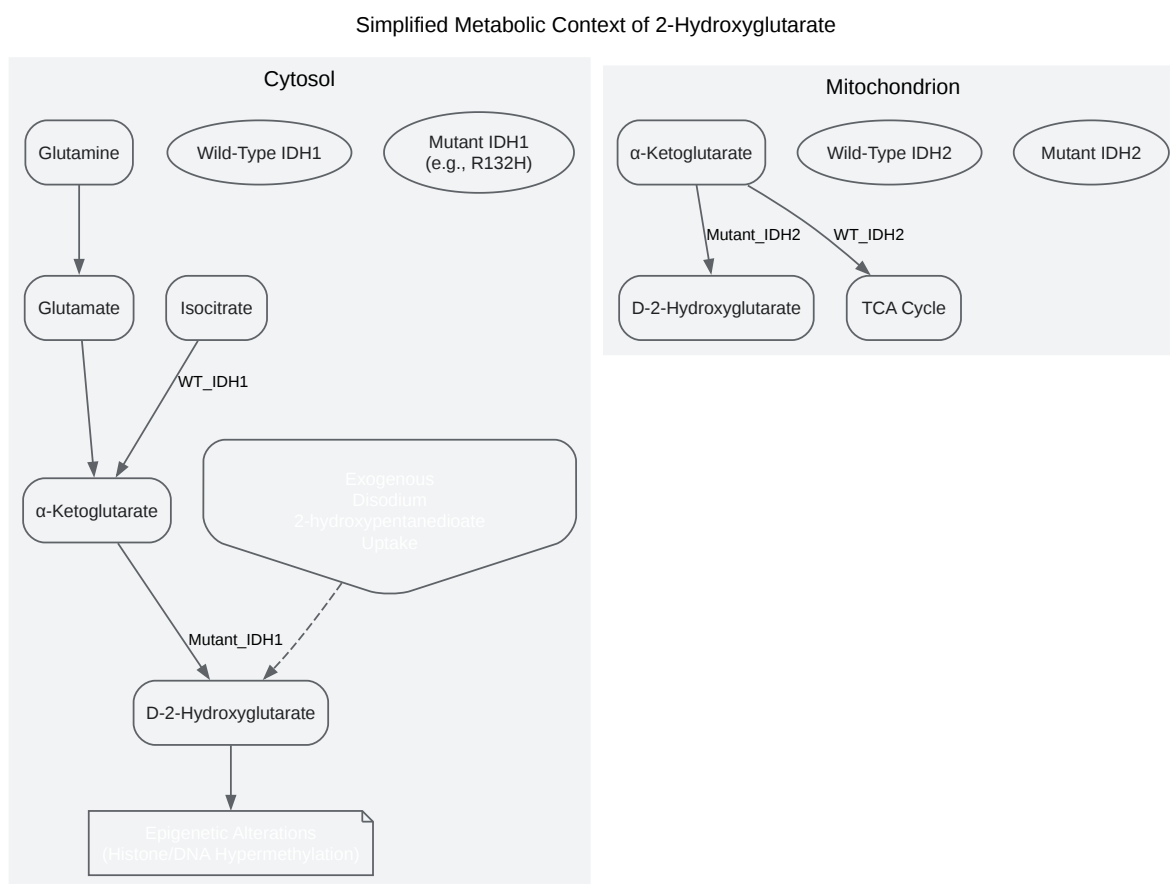 Simplified Metabolic Context of 2-Hydroxyglutarate
Cytosol
Glutamine
Wild-Type IDH1
Mutant IDH1
(e.g., R132H)
Glutamate
Isocitrate
WT_IDH1
α-Ketoglutarate
Exogenous
Disodium
2-hydroxypentanedioate
Uptake
Mutant_IDH1
D-2-Hydroxyglutarate
Epigenetic Alterations
(Histone/DNA Hypermethylation)
Mitochondrion
α-Ketoglutarate
Wild-Type IDH2
Mutant IDH2
Mutant_IDH2
WT_IDH2
D-2-Hydroxyglutarate
TCA Cycle